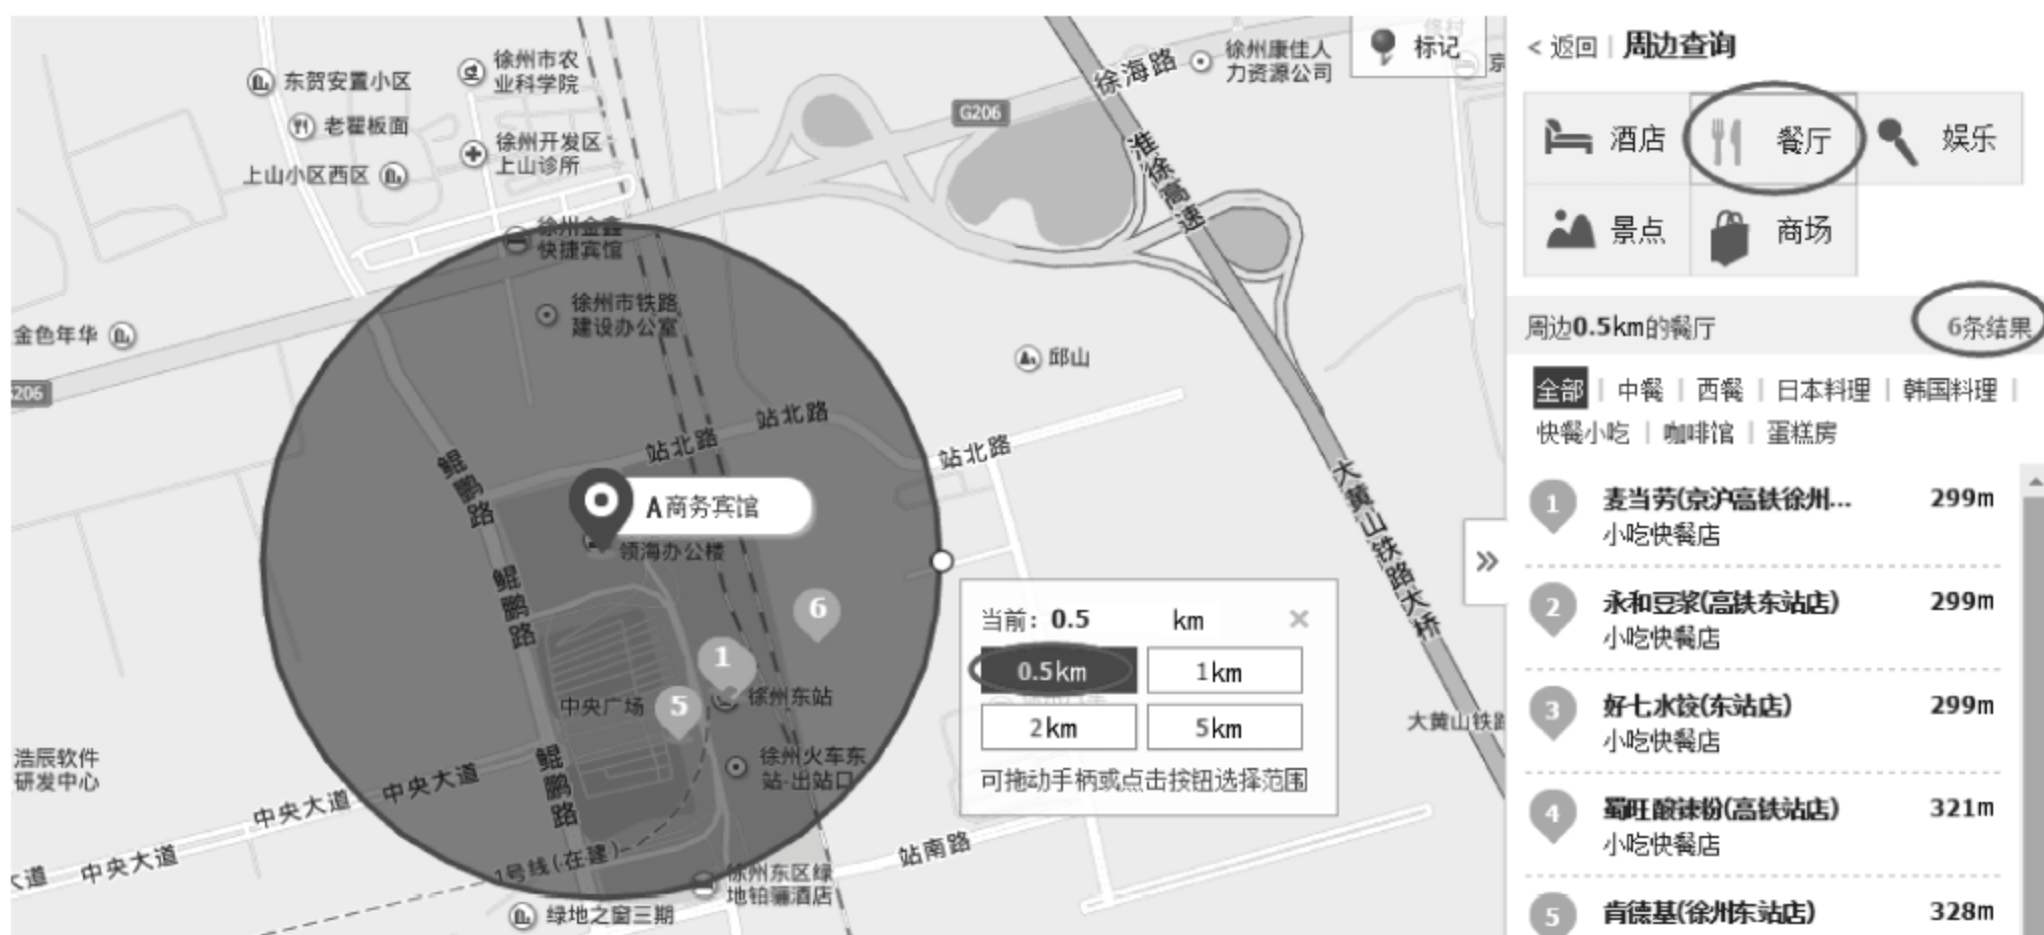 徐州市农
业科学院
东贺安置小区
老翟板面
徐州开发区
上山诊所
上山小区西区
徐州金鑫
快捷宾馆
徐州市铁路
建设办公室
金色年华
G206
徐海路
淮徐高速
徐州康佳人
力资源公司
标记
邱山
站北路
站北路
站北路
鲲鹏路
A商务宾馆
领海办公楼
鲲鹏路
6
1
5
中央广场
徐州东站
徐州火车东
站-出站口
鲲鹏路
浩辰软件
研发中心
中央大道
中央大道
中央大道
1号线(在建)
站南路
徐州东区绿
地铂骊酒店
绿地之窗三期
大黄山铁路大桥
大黄山铁路
当前: 0.5 km ×
0.5km 1km
2km 5km
可拖动手柄或点击按钮选择范围
»
< 返回 | 周边查询
酒店 餐厅 娱乐
景点 商场
周边0.5km的餐厅 6条结果
全部 | 中餐 | 西餐 | 日本料理 | 韩国料理 |
快餐小吃 | 咖啡馆 | 蛋糕房
1 麦当劳(京沪高铁徐州... 299m
小吃快餐店
2 永和豆浆(高铁东站店) 299m
小吃快餐店
3 好七水饺(东站店) 299m
小吃快餐店
4 蜀旺酸辣粉(高铁站店) 321m
小吃快餐店
5 肯德基(徐州东站店) 328m